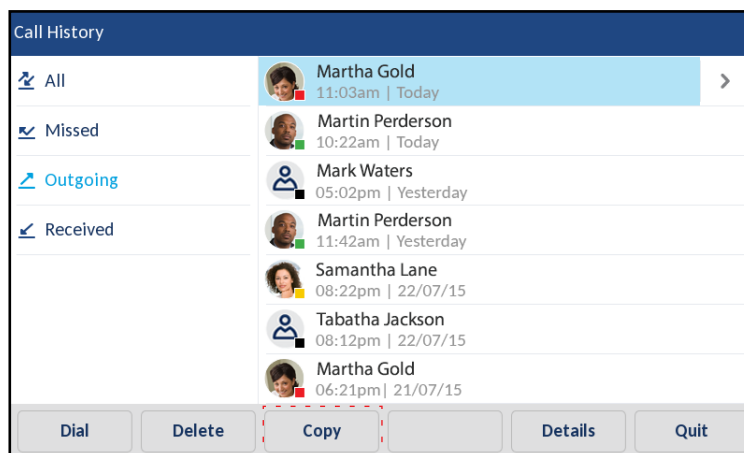 Call History
All
Missed
Outgoing
Received
Martha Gold
11:03am | Today
Martin Perderson
10:22am | Today
Mark Waters
05:02pm | Yesterday
Martin Perderson
11:42am | Yesterday
Samantha Lane
08:22pm | 22/07/15
Tabatha Jackson
08:12pm | 22/07/15
Martha Gold
06:21pm| 21/07/15
Dial Delete Copy Details Quit